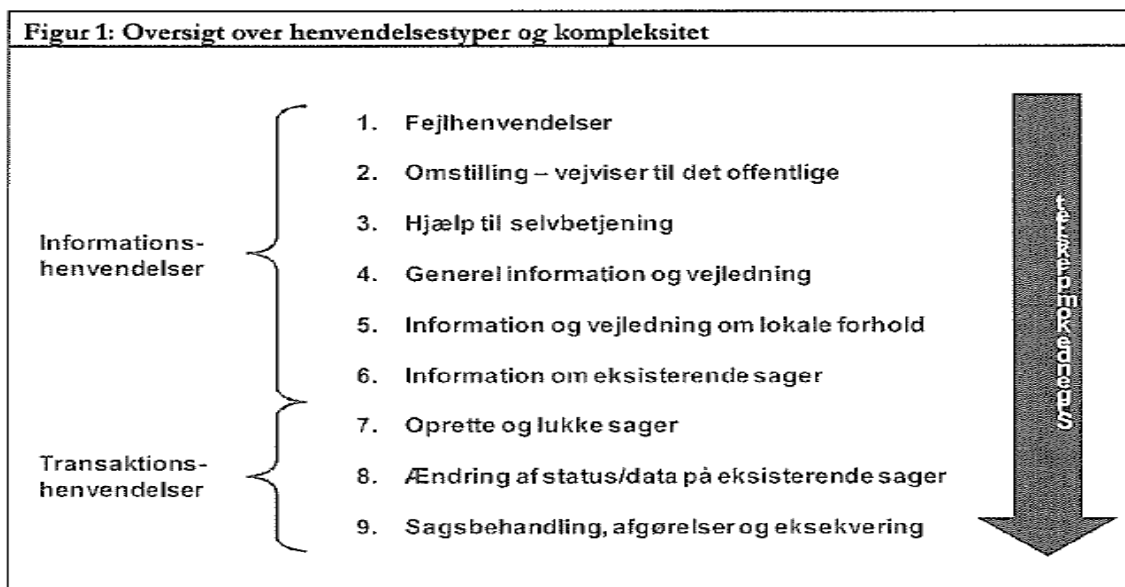 Figur 1: Oversigt over henvendelsestyper og kompleksitet
Informations-
henvendelser
1. Fejlhenvendelser
2. Omstilling – vejviser til det offentlige
3. Hjælp til selvbetjening
4. Generel information og vejledning
5. Information og vejledning om lokale forhold
6. Information om eksisterende sager
Transaktions-
henvendelser
7. Oprette og lukke sager
8. Ændring af status/data på eksisterende sager
9. Sagsbehandling, afgørelser og eksekvering
Stigende kompleksitet